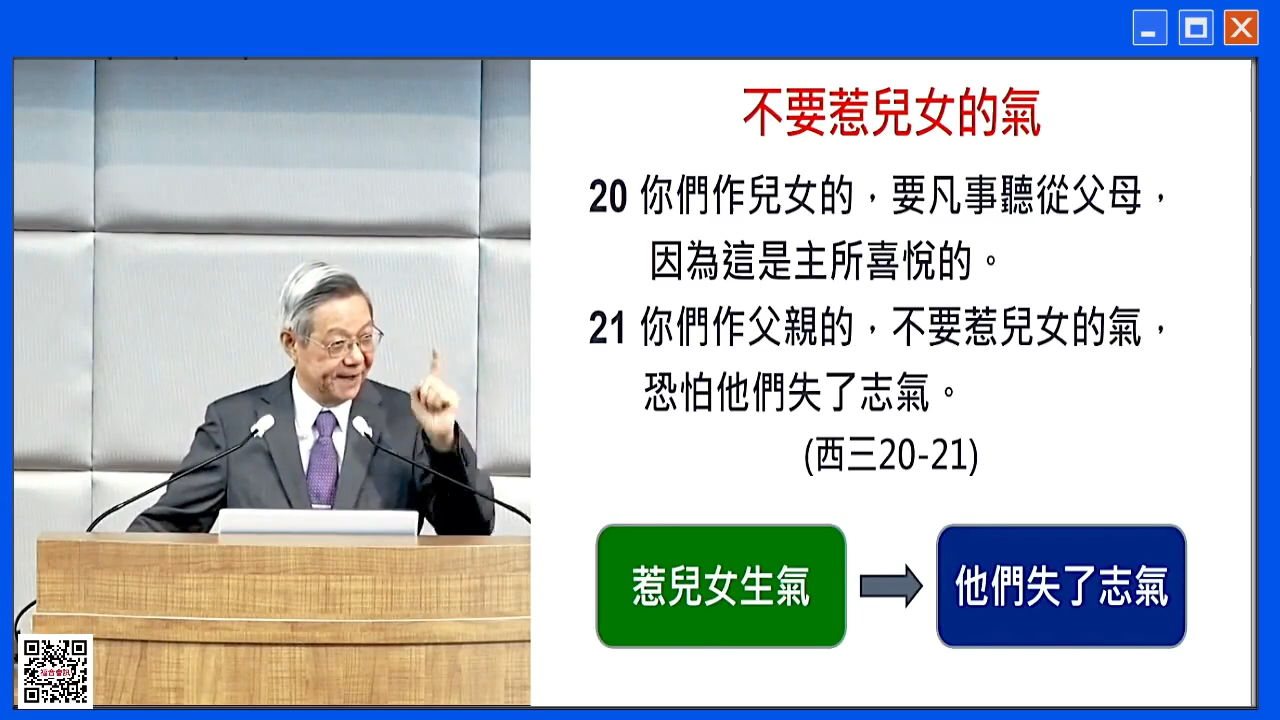 不要惹兒女的氣
20 你們作兒女的，要凡事聽從父母，
因為這是主所喜悅的。
21 你們作父親的，不要惹兒女的氣，
恐怕他們失了志氣。
(西三20-21)
惹兒女生氣
他們失了志氣